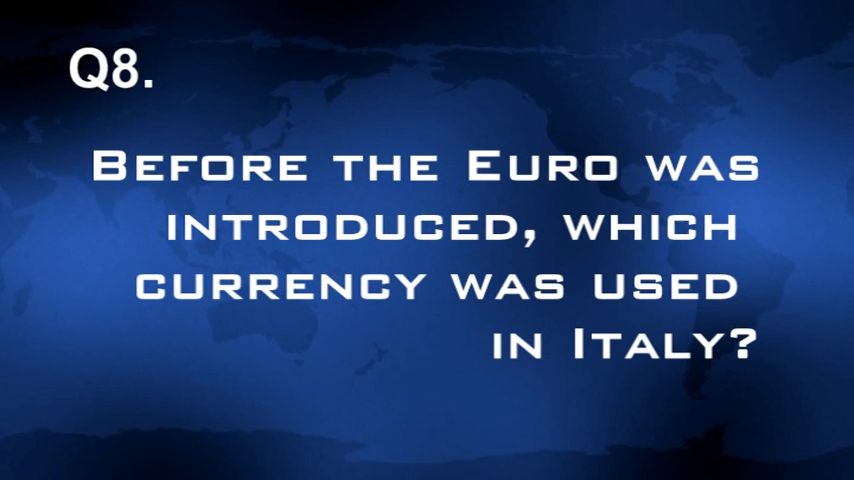 Q8.
Before the Euro was
introduced, which
currency was used
in Italy?